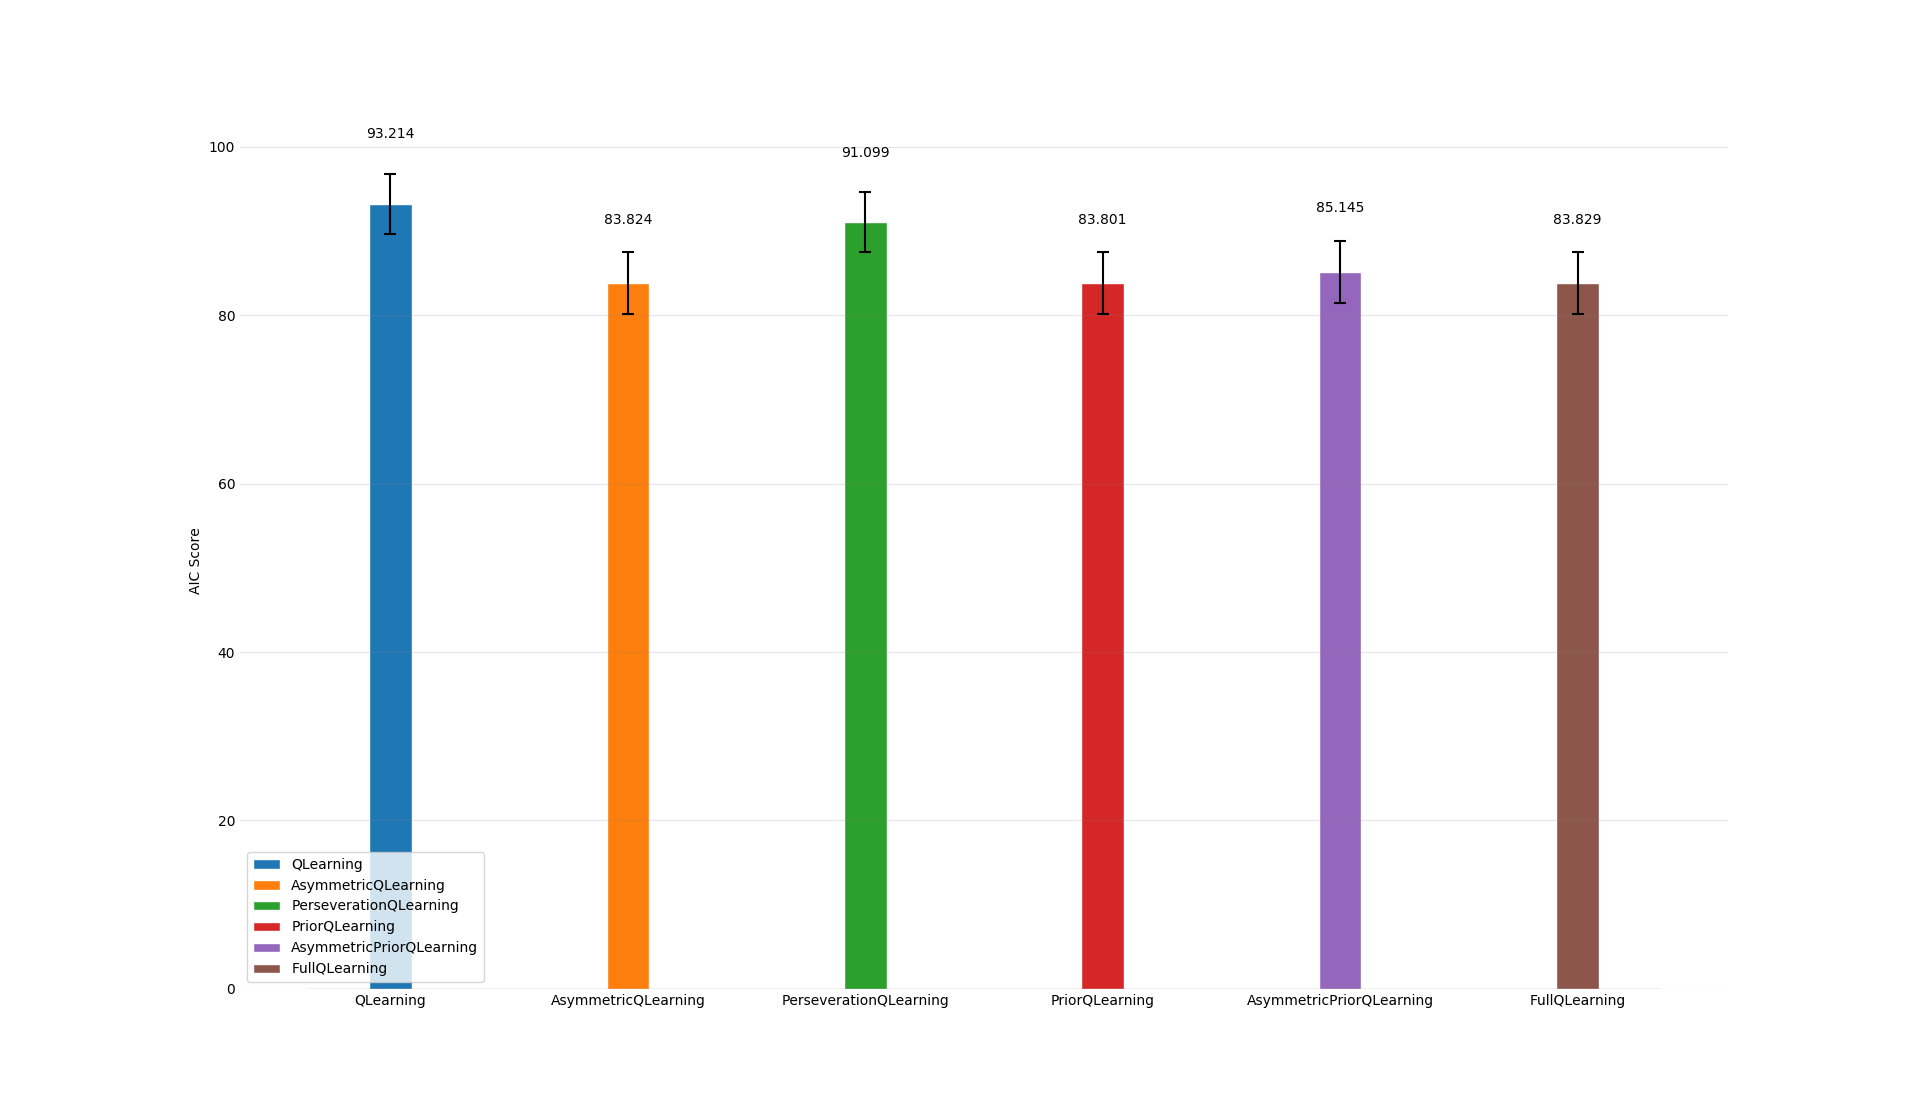 93.214
100
91.099
85.145
83.824
83.801
83.829
80
60
AIC Score
40
20
QLearning
AsymmetricQLearning
PerseverationQLearning
PriorQLearning
AsymmetricPriorQLearning
FullQLearning
0
QLearning
AsymmetricQLearning
PerseverationQLearning
PriorQLearning
AsymmetricPriorQLearning
FullQLearning